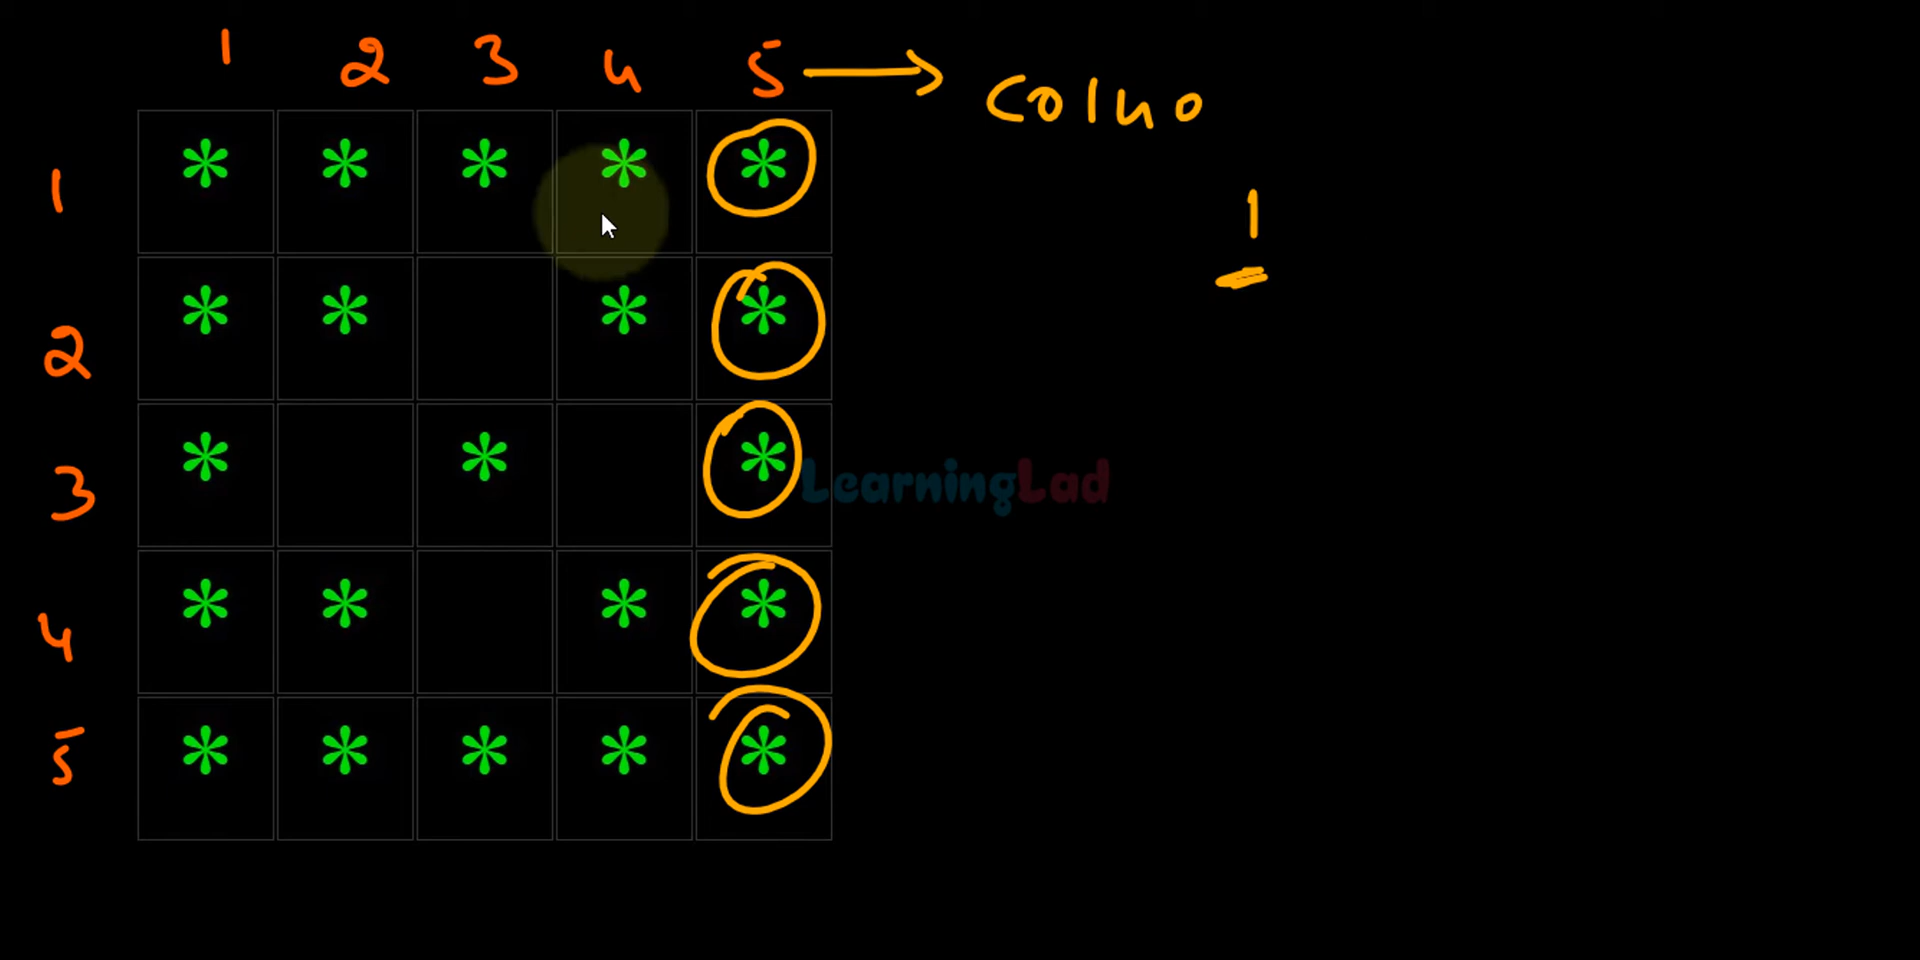 1 2 3 4 5 → Colno
1 * * * * *
1
2 * * * *
3 * * *
LearningLad
4 * * * *
5 * * * * *